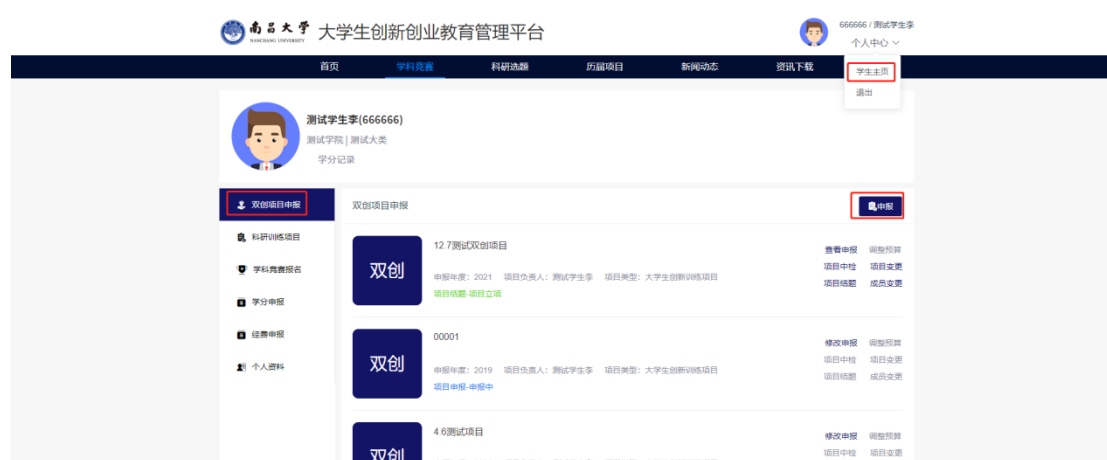 南昌大学 大学生创新创业教育管理平台
NANCHANG UNIVERSITY
666666 / 测试学生李
个人中心
首页 学科竞赛 科研选题 历届项目 新闻动态 资讯下载
学生主页
退出
测试学生李(666666)
测试学院 | 测试大类
学分记录
双创项目申报
科研训练项目
学科竞赛报名
学分申报
经费申报
个人资料
双创项目申报 申报
双创
12.7测试双创项目
申报年度：2021 项目负责人：测试学生李 项目类型：大学生创新训练项目
项目结题-项目立项
查看申报 调整预算
项目中检 项目变更
项目结题 成员变更
双创
00001
申报年度：2019 项目负责人：测试学生李 项目类型：大学生创新训练项目
项目申报-申报中
修改申报 调整预算
项目中检 项目变更
项目结题 成员变更
双创
4.6测试项目
修改申报 调整预算
项目中检 项目变更